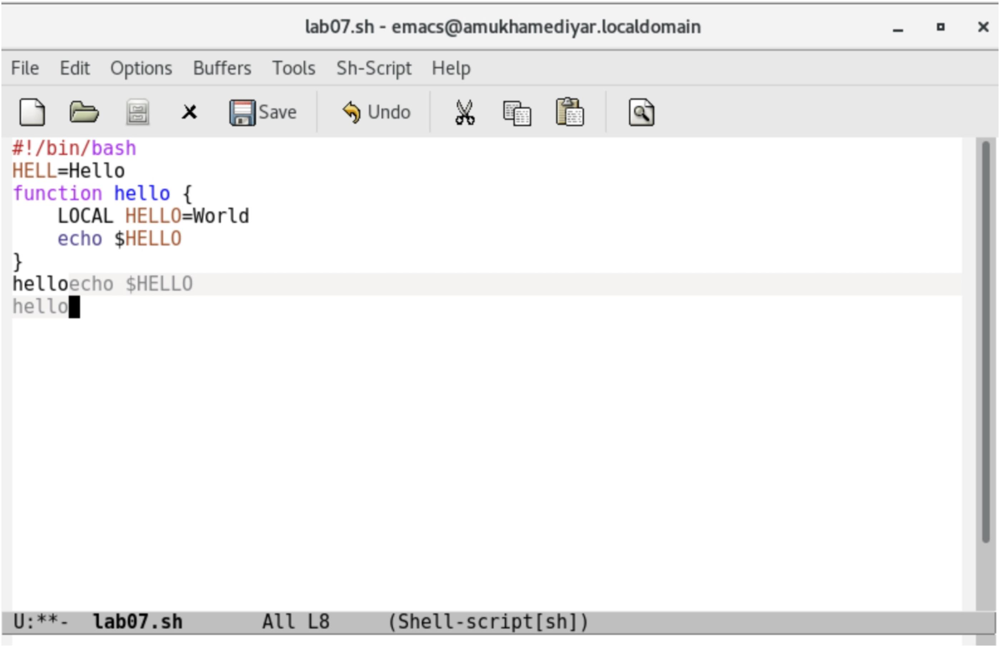 lab07.sh - emacs@amukhamediyar.localdomain
File Edit Options Buffers Tools Sh-Script Help
Save Undo
#!/bin/bash
HELL=Hello
function hello {
    LOCAL HELLO=World
    echo $HELLO
}
helloecho $HELLO
hello
U:**- lab07.sh All L8 (Shell-script[sh])